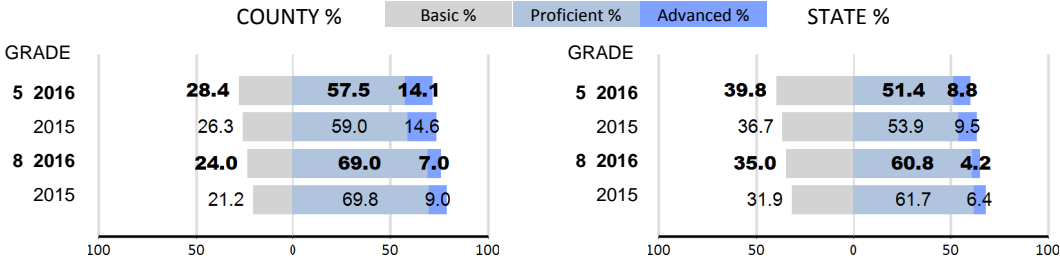 COUNTY % Basic % Proficient % Advanced % STATE %
GRADE GRADE
5 2016 28.4 57.5 14.1 5 2016 39.8 51.4 8.8
2015 26.3 59.0 14.6 2015 36.7 53.9 9.5
8 2016 24.0 69.0 7.0 8 2016 35.0 60.8 4.2
2015 21.2 69.8 9.0 2015 31.9 61.7 6.4
100 50 0 50 100 100 50 0 50 100